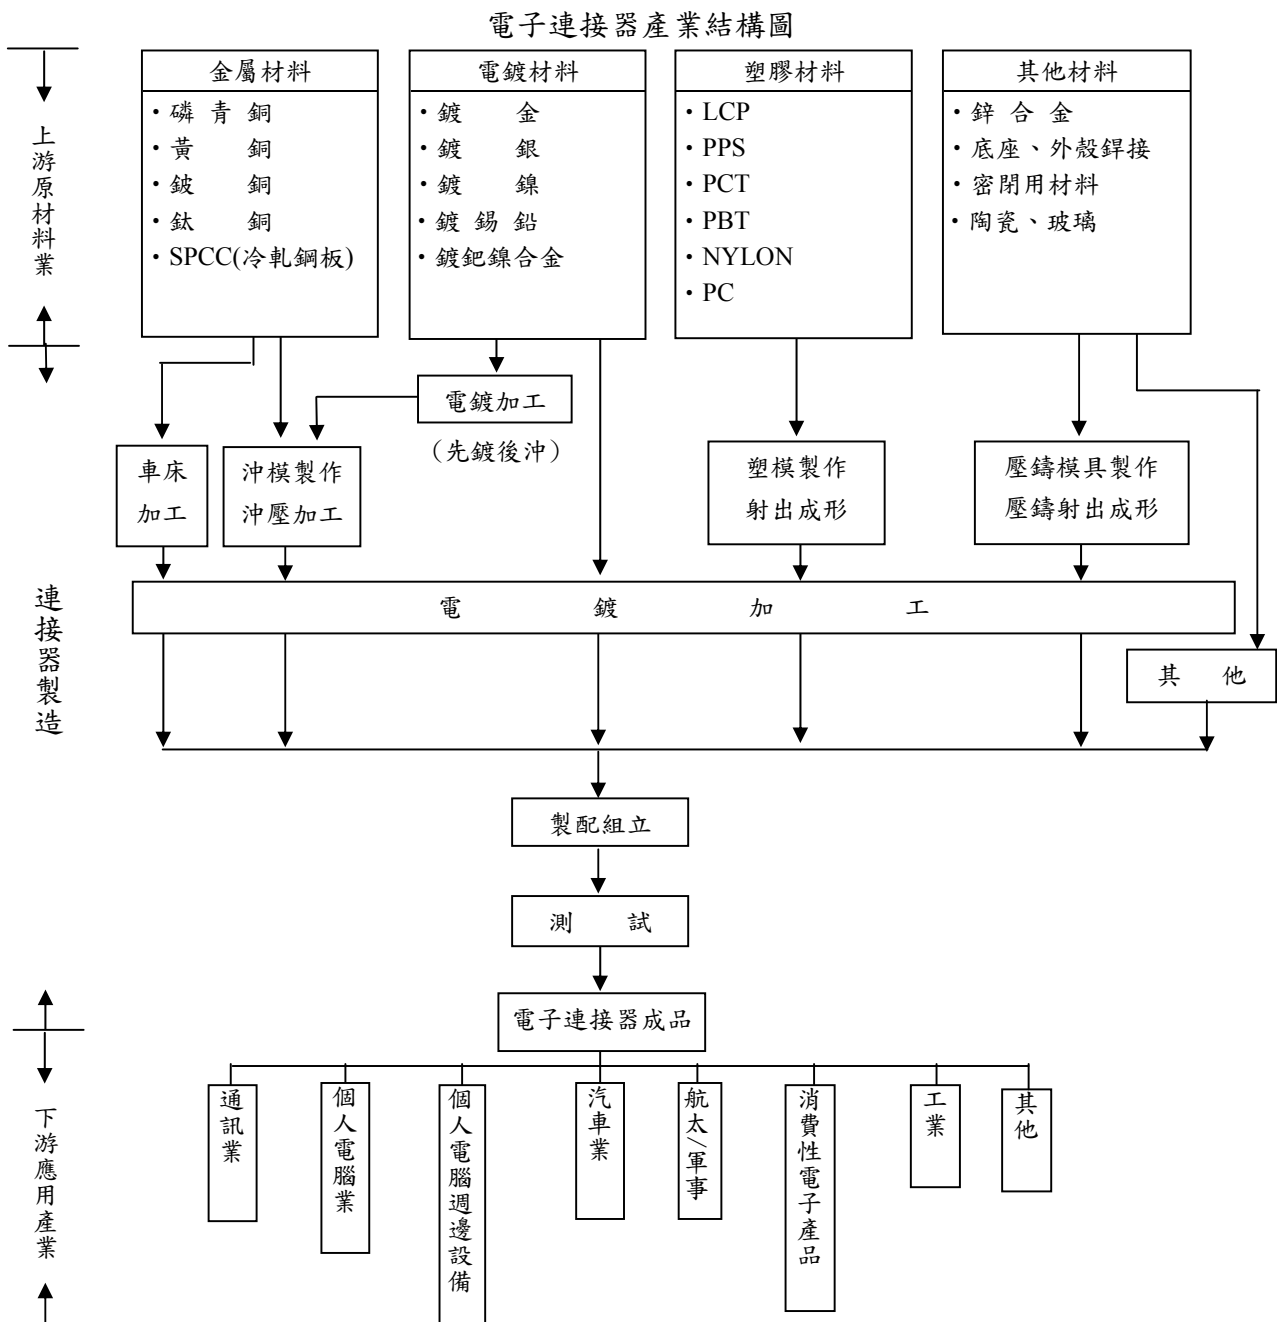 電子連接器產業結構圖
上游原材料業
金屬材料
・磷青銅
・黃銅
・鈹銅
・鈦銅
・SPCC(冷軋鋼板)
電鍍材料
・鍍金
・鍍銀
・鍍鎳
・鍍錫鉛
・鍍鈀鎳合金
塑膠材料
・LCP
・PPS
・PCT
・PBT
・NYLON
・PC
其他材料
・鋅合金
・底座、外殼銲接
・密閉用材料
・陶瓷、玻璃
連接器製造
電鍍加工
（先鍍後沖）
車床
加工
沖模製作
沖壓加工
塑模製作
射出成形
壓鑄模具製作
壓鑄射出成形
電鍍加工
其他
製配組立
測試
電子連接器成品
下游應用產業
通訊業
個人電腦業
個人電腦週邊設備
汽車業
航太/軍事
消費性電子產品
工業
其他